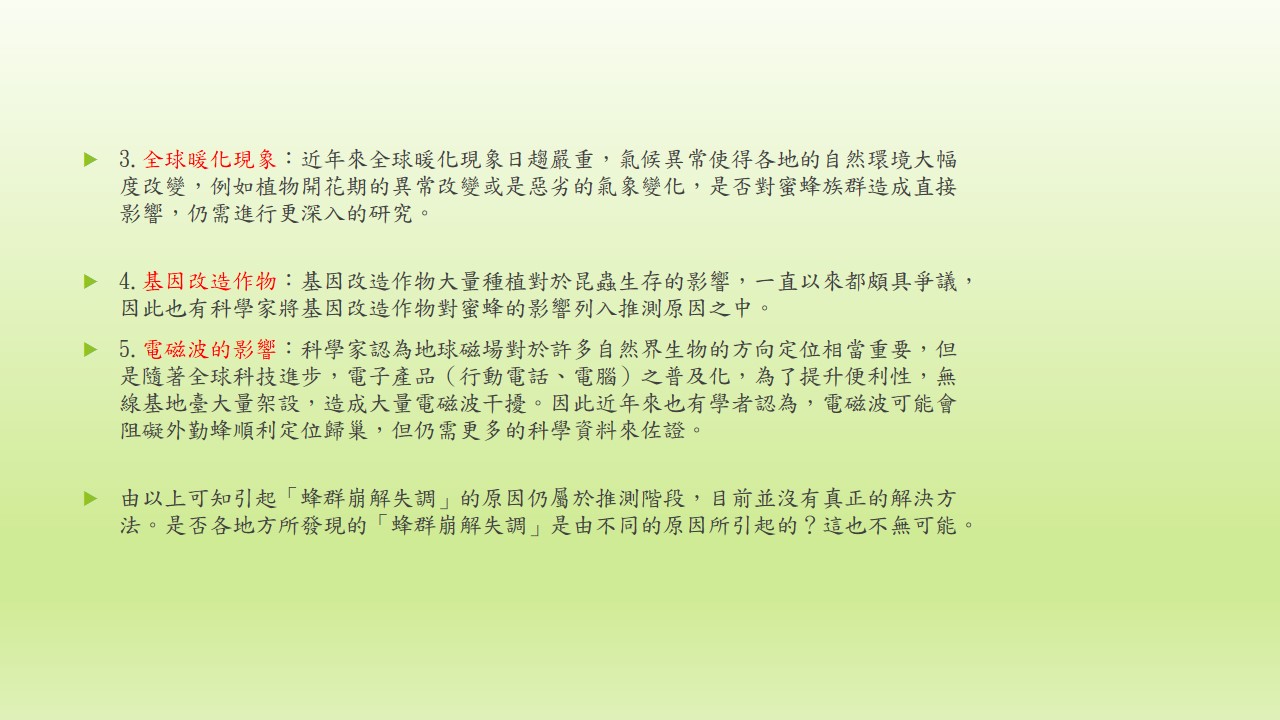 3. 全球暖化現象：近年來全球暖化現象日趨嚴重，氣候異常使得各地的自然環境大幅
度改變，例如植物開花期的異常改變或是惡劣的氣象變化，是否對蜜蜂族群造成直接
影響，仍需進行更深入的研究。
4. 基因改造作物：基因改造作物大量種植對於昆蟲生存的影響，一直以來都頗具爭議，
因此也有科學家將基因改造作物對蜜蜂的影響列入推測原因之中。
5. 電磁波的影響：科學家認為地球磁場對於許多自然界生物的方向定位相當重要，但
是隨著全球科技進步，電子產品（行動電話、電腦）之普及化，為了提升便利性，無
線基地臺大量架設，造成大量電磁波干擾。因此近年來也有學者認為，電磁波可能會
阻礙外勤蜂順利定位歸巢，但仍需更多的科學資料來佐證。
由以上可知引起「蜂群崩解失調」的原因仍屬於推測階段，目前並沒有真正的解決方
法。是否各地方所發現的「蜂群崩解失調」是由不同的原因所引起的？這也不無可能。